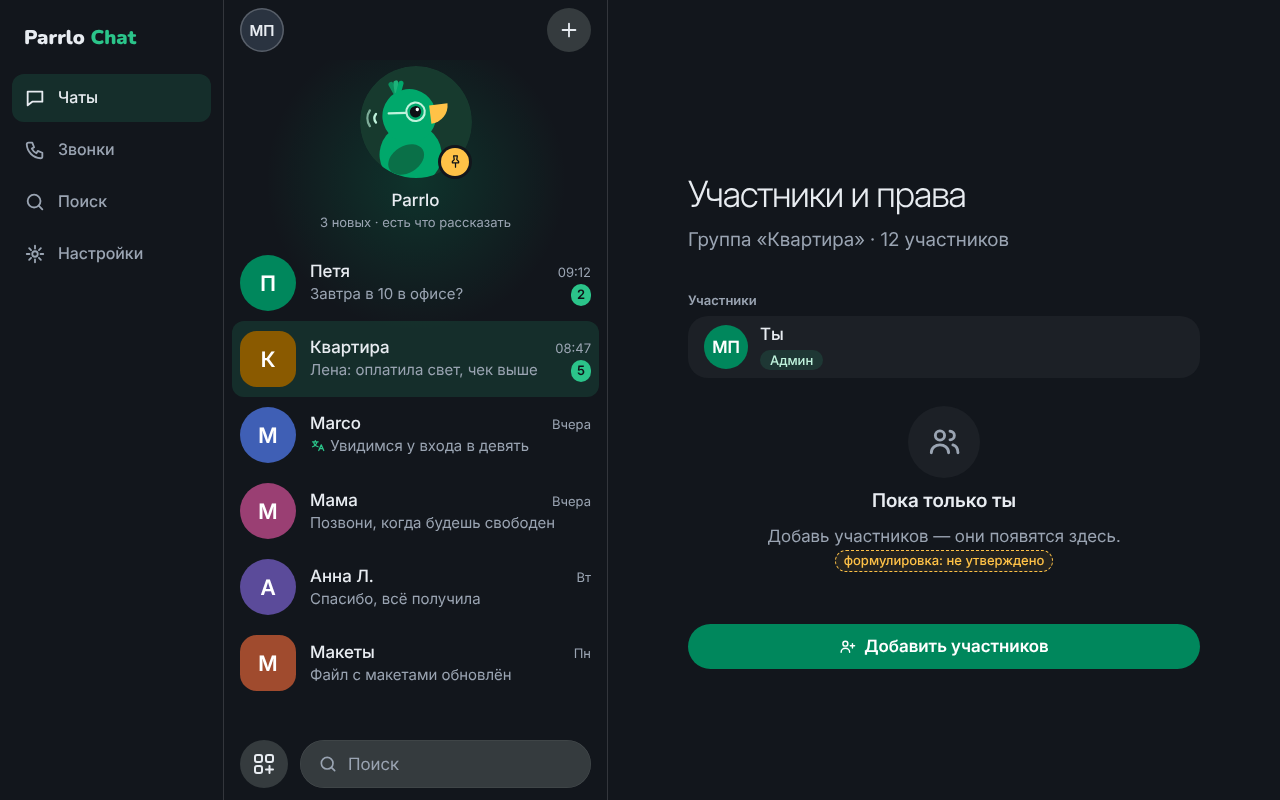 Parrlo Chat
Чаты
Звонки
Поиск
Настройки
МП
Parrlo
3 новых · есть что рассказать
П
Петя
09:12
Завтра в 10 в офисе?
2
К
Квартира
08:47
Лена: оплатила свет, чек выше
5
M
Marco
Вчера
Увидимся у входа в девять
М
Мама
Вчера
Позвони, когда будешь свободен
А
Анна Л.
Вт
Спасибо, всё получила
М
Макеты
Пн
Файл с макетами обновлён
Поиск
Участники и права
Группа «Квартира» · 12 участников
Участники
МП
Ты
Админ
Пока только ты
Добавь участников — они появятся здесь.
формулировка: не утверждено
Добавить участников